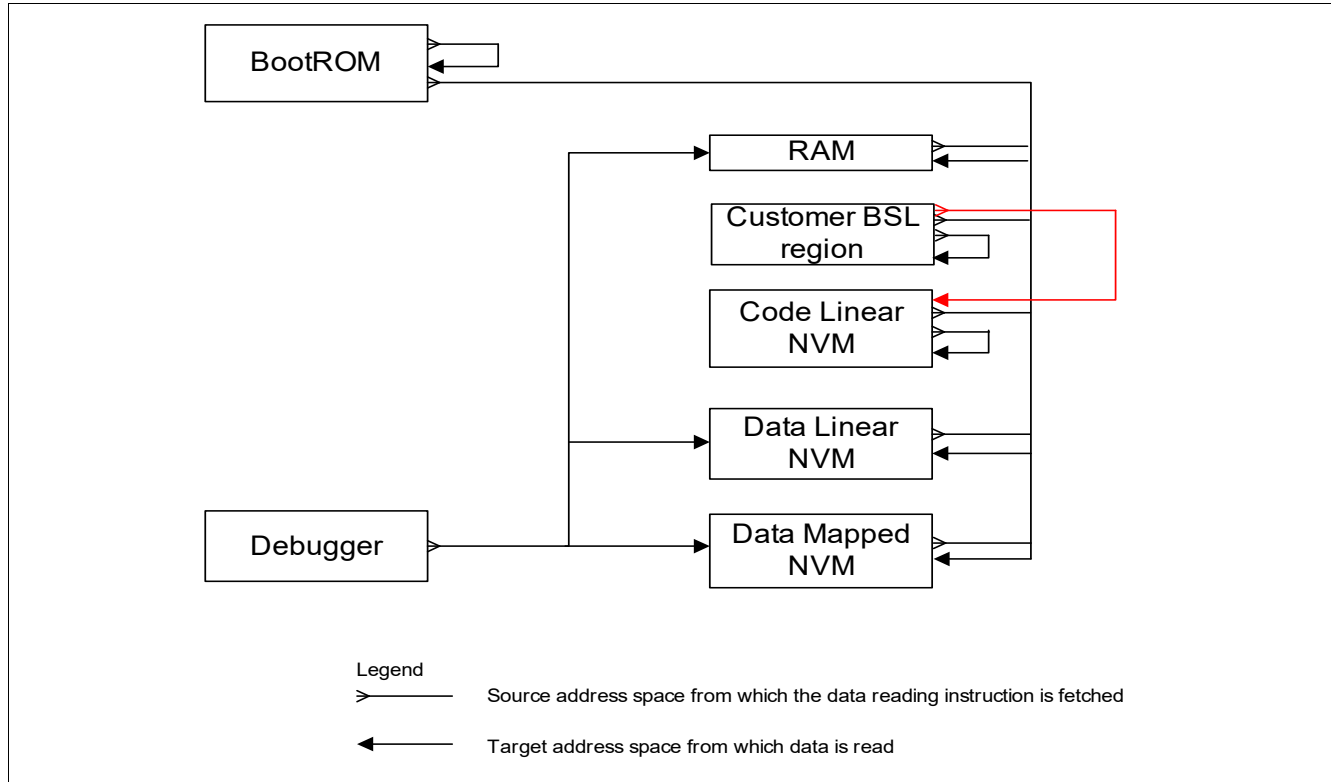 BootROM
RAM
Customer BSL
region
Code Linear
NVM
Data Linear
NVM
Debugger
Data Mapped
NVM
Legend
Source address space from which the data reading instruction is fetched
Target address space from which data is read